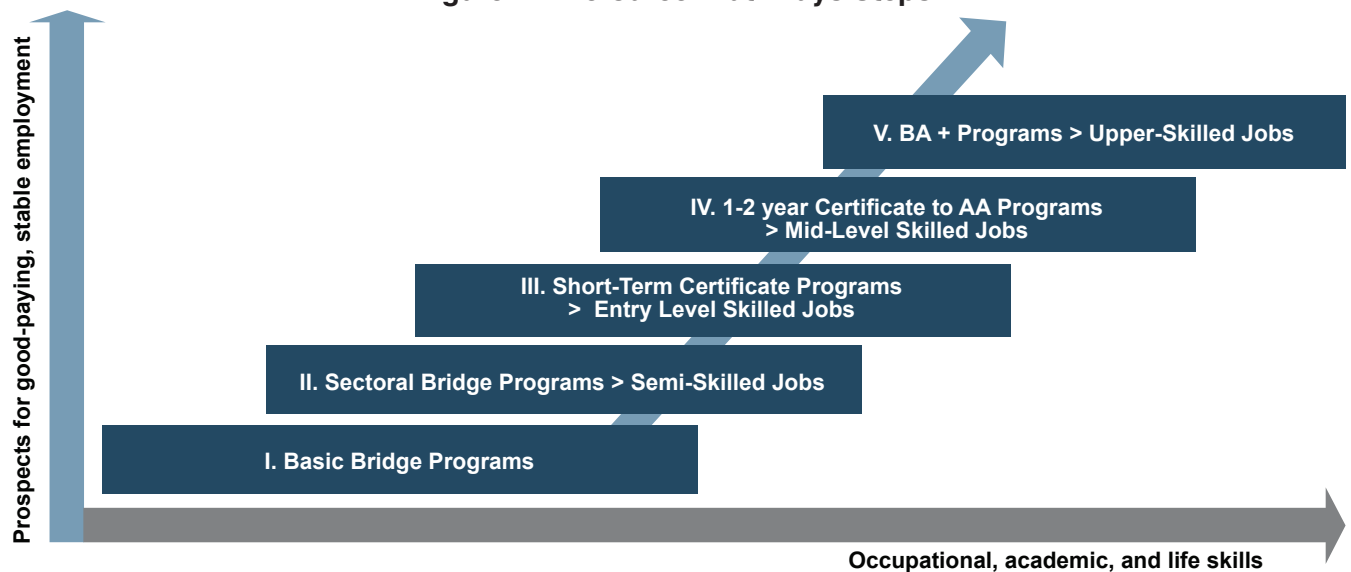 Prospects for good-paying, stable employment
V. BA + Programs > Upper-Skilled Jobs
IV. 1-2 year Certificate to AA Programs
> Mid-Level Skilled Jobs
III. Short-Term Certificate Programs
> Entry Level Skilled Jobs
II. Sectoral Bridge Programs > Semi-Skilled Jobs
I. Basic Bridge Programs
Occupational, academic, and life skills